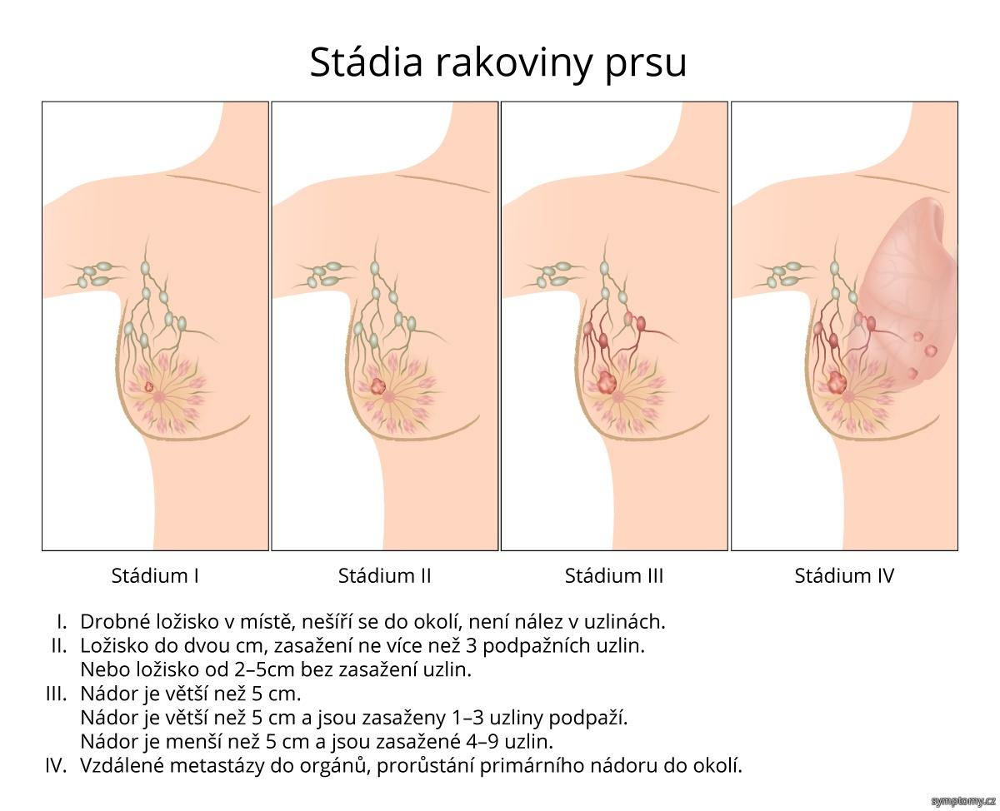 Stádia rakoviny prsu
Stádium I
Stádium II
Stádium III
Stádium IV
I. Drobné ložisko v místě, nešíří se do okolí, není nález v uzlinách.
II. Ložisko do dvou cm, zasažení ne více než 3 podpažních uzlin.
Nebo ložisko od 2–5cm bez zasažení uzlin.
III. Nádor je větší než 5 cm.
Nádor je větší než 5 cm a jsou zasaženy 1–3 uzliny podpaží.
Nádor je menší než 5 cm a jsou zasažené 4–9 uzlin.
IV. Vzdálené metastázy do orgánů, prorůstání primárního nádoru do okolí.
symptomy.cz